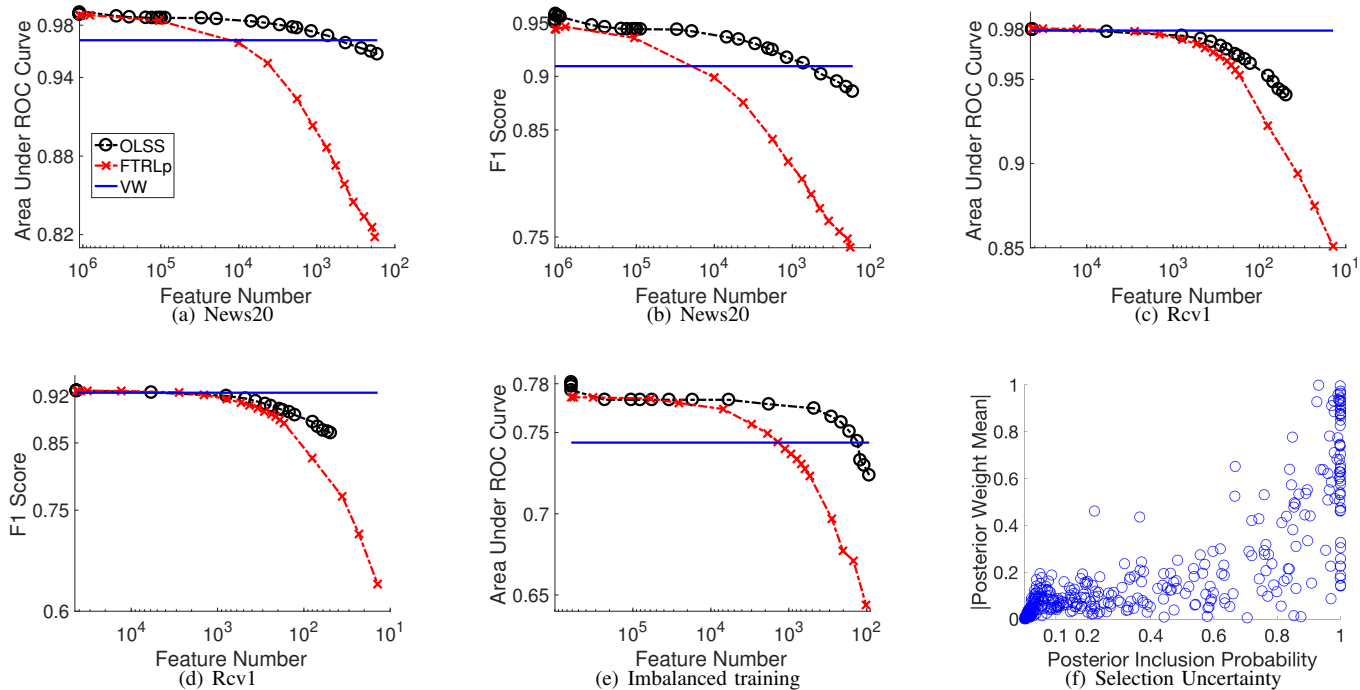 Area Under ROC Curve
0.98
0.94
0.88
0.82
OLSS
FTRLp
VW
10^6 10^5 10^4 10^3 10^2
Feature Number
(a) News20
F1 Score
0.95
0.9
0.85
0.75
10^6 10^5 10^4 10^3 10^2
Feature Number
(b) News20
Area Under ROC Curve
0.98
0.95
0.9
0.85
10^4 10^3 10^2 10^1
Feature Number
(c) Rcv1
F1 Score
0.92
0.85
0.75
0.6
10^4 10^3 10^2 10^1
Feature Number
(d) Rcv1
Area Under ROC Curve
0.78
0.75
0.7
0.65
10^5 10^4 10^3 10^2
Feature Number
(e) Imbalanced training
|Posterior Weight Mean|
1
0.8
0.6
0.4
0.2
0
0.1 0.2 0.4 0.6 0.8 1
Posterior Inclusion Probability
(f) Selection Uncertainty